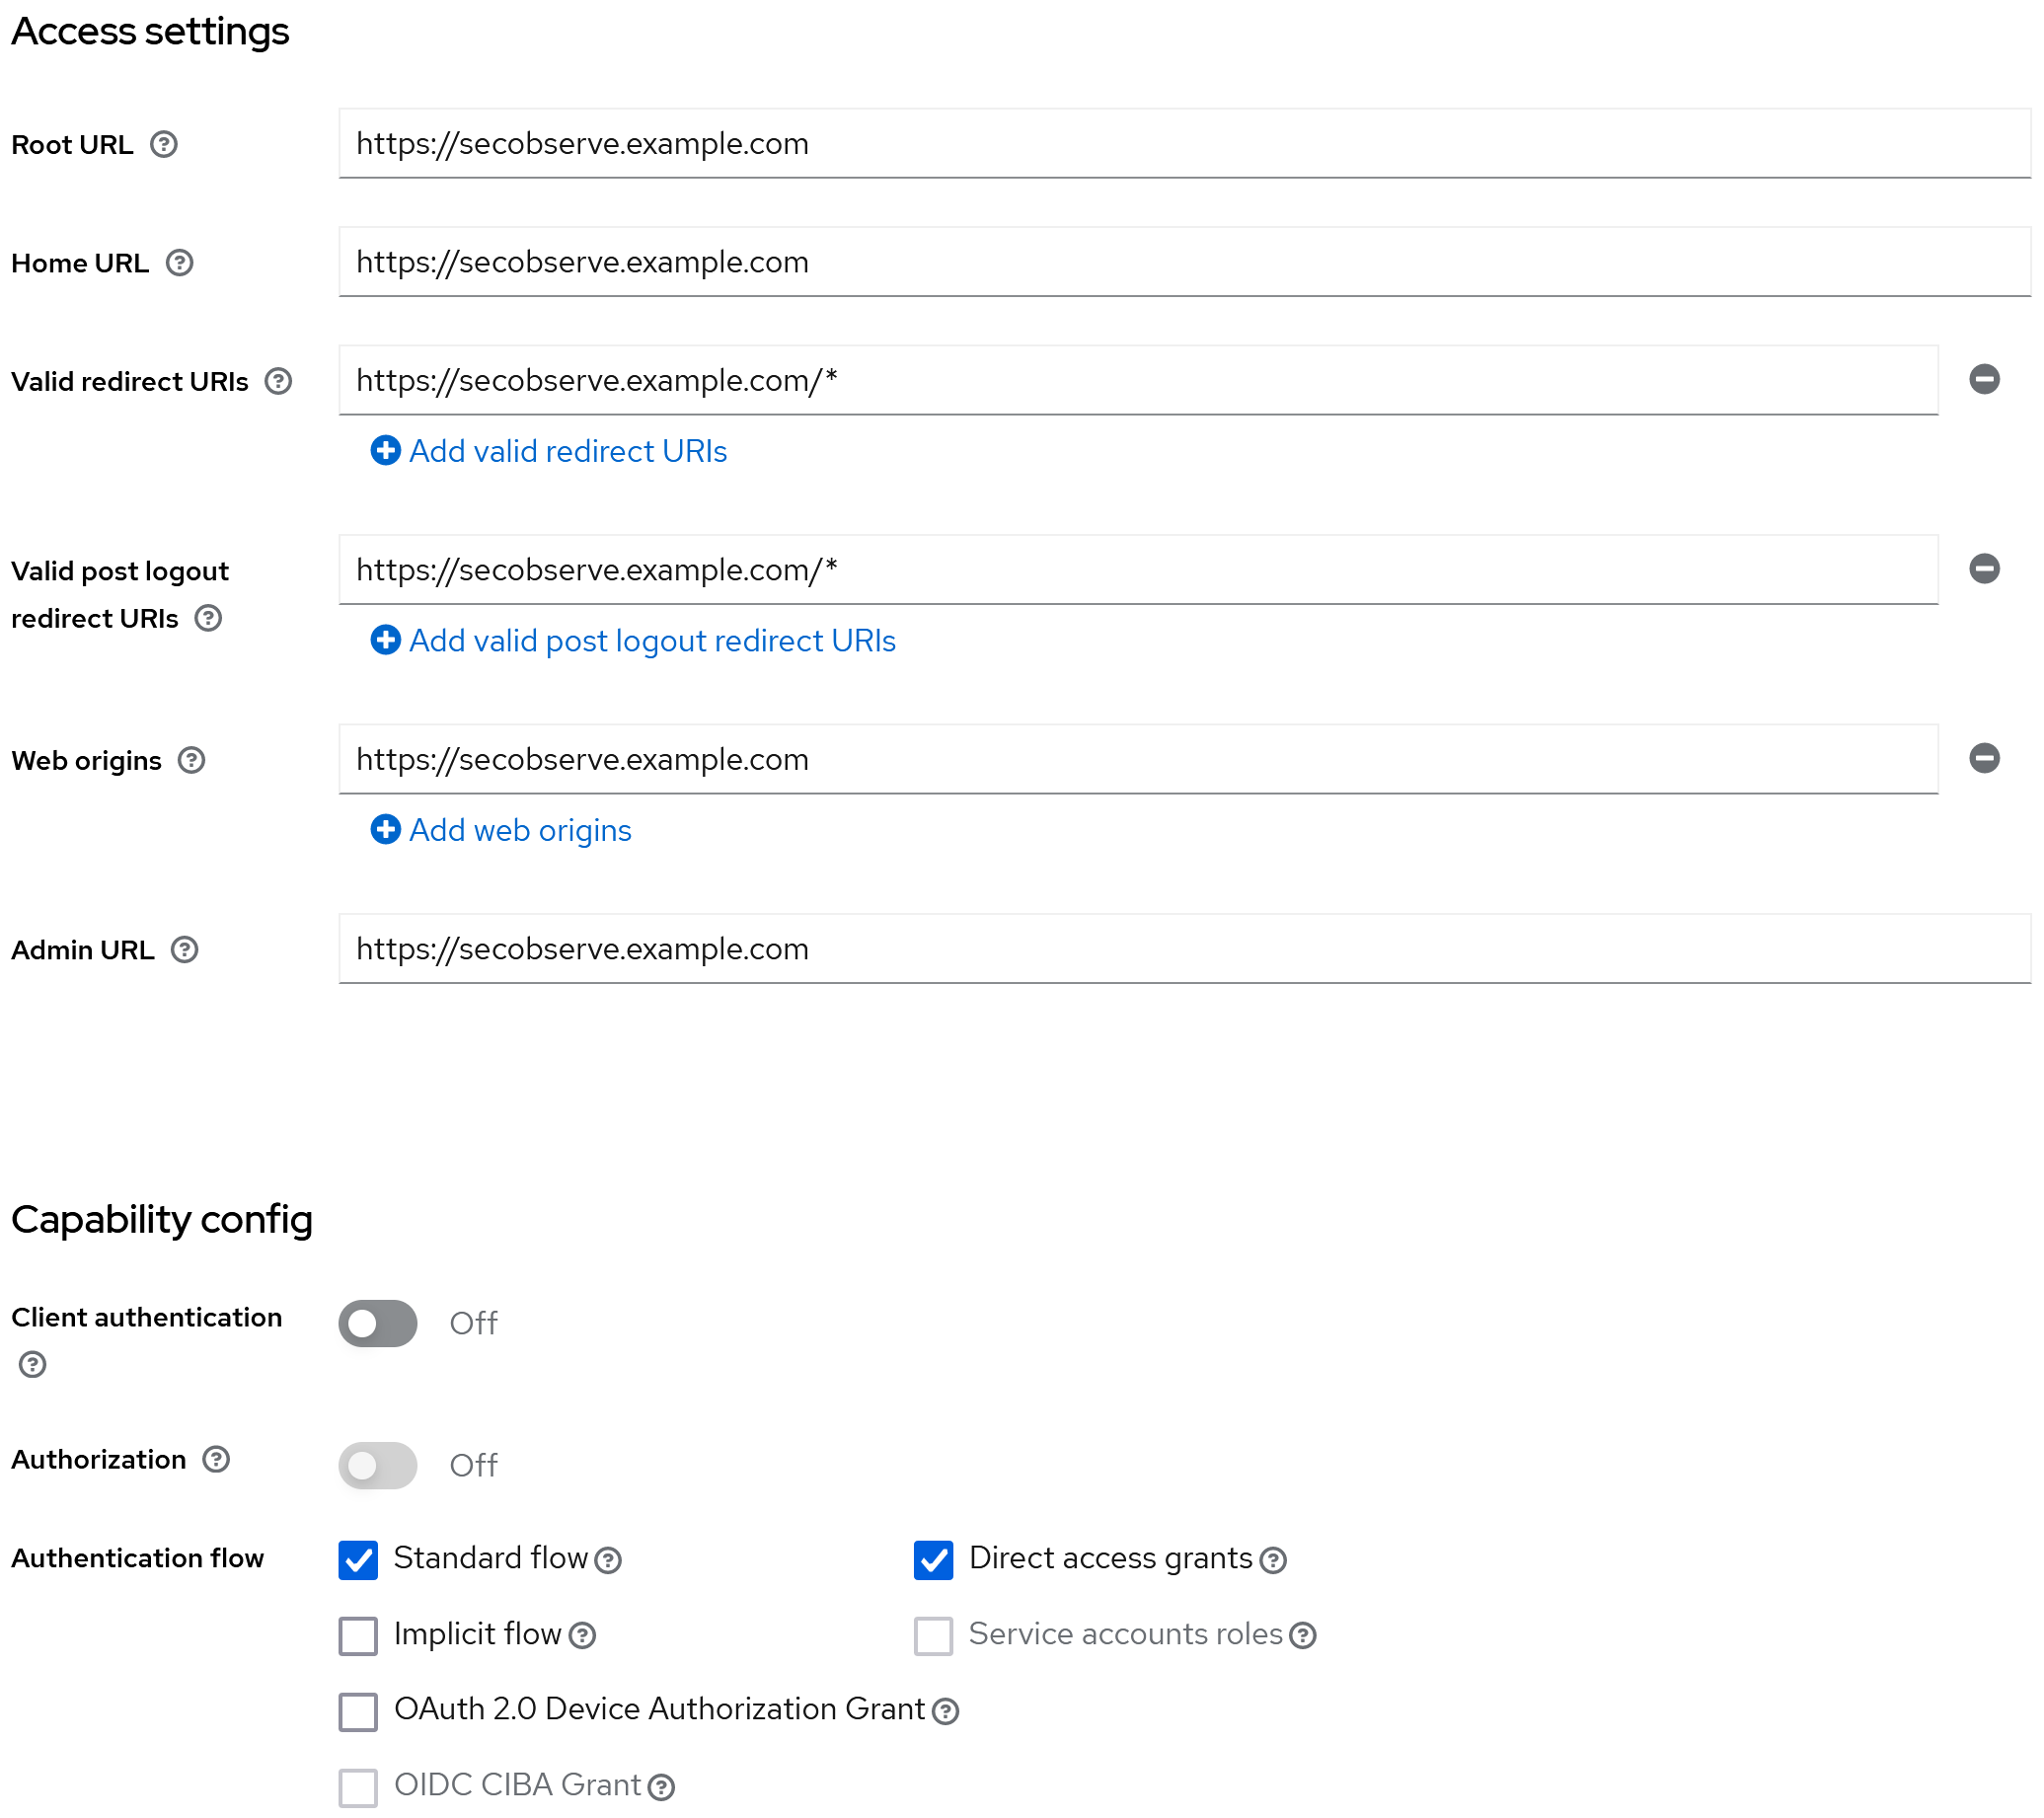 Access settings
Root URL
https://secobserve.example.com
Home URL
https://secobserve.example.com
Valid redirect URIs
https://secobserve.example.com/*
Add valid redirect URIs
Valid post logout
redirect URIs
https://secobserve.example.com/*
Add valid post logout redirect URIs
Web origins
https://secobserve.example.com
Add web origins
Admin URL
https://secobserve.example.com
Capability config
Client authentication
Off
Authorization
Off
Authentication flow
Standard flow
Direct access grants
Implicit flow
Service accounts roles
OAuth 2.0 Device Authorization Grant
OIDC CIBA Grant